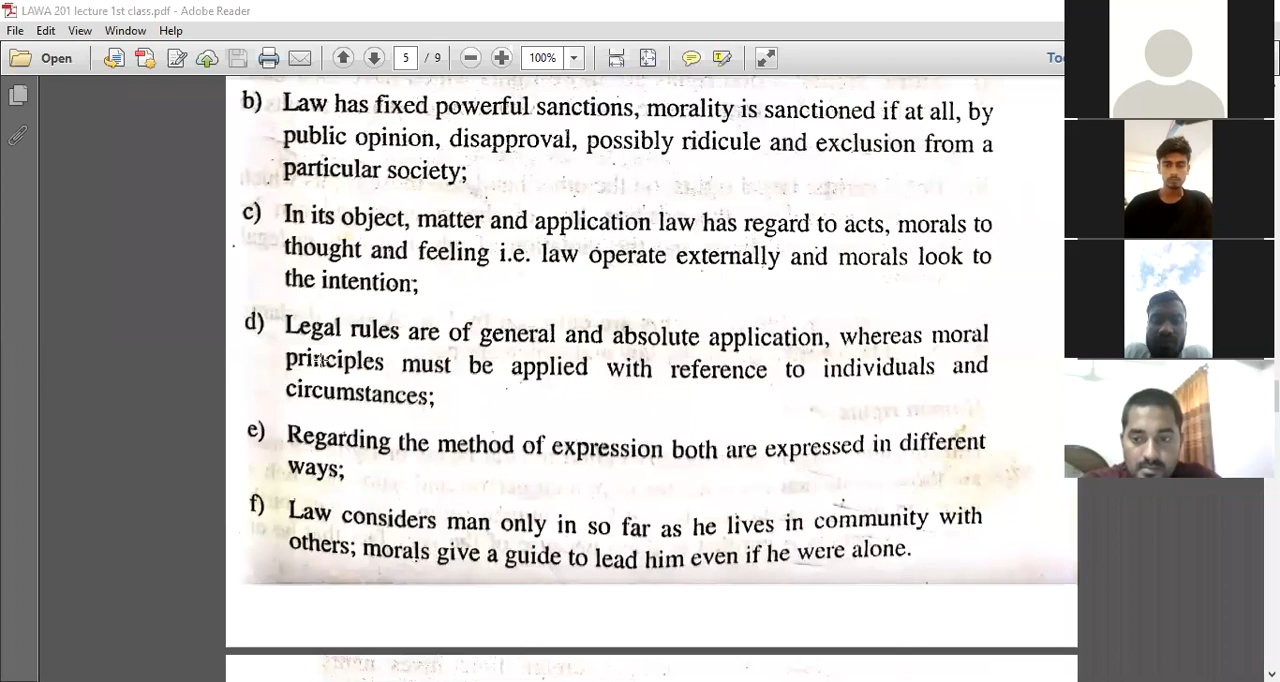 LAWA 201 lecture 1st class.pdf - Adobe Reader
File Edit View Window Help
Open 5 / 9 100%
b) Law has fixed powerful sanctions, morality is sanctioned if at all, by
public opinion, disapproval, possibly ridicule and exclusion from a
particular society;
c) In its object, matter and application law has regard to acts, morals to
thought and feeling i.e. law operate externally and morals look to
the intention;
d) Legal rules are of general and absolute application, whereas moral
principles must be applied with reference to individuals and
circumstances;
e) Regarding the method of expression both are expressed in different
ways;
f) Law considers man only in so far as he lives in community with
others; morals give a guide to lead him even if he were alone.